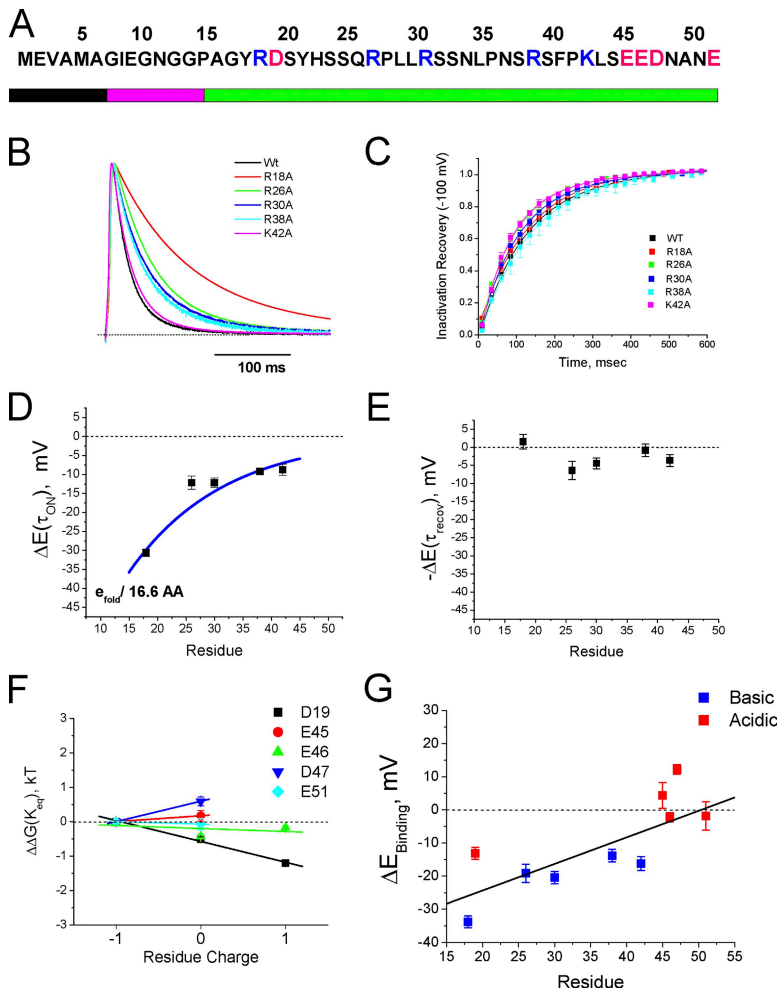 A
5 10 15 20 25 30 35 40 45 50
MEVAMAGIEGNGGPAGYRDSYHSSQRPLLRSSNLPNSRSFPKLSEEDNANE
B
Wt
R18A
R26A
R30A
R38A
K42A
100 ms
C
Inactivation Recovery (-100 mV)
1.0
0.8
0.6
0.4
0.2
0.0
WT
R18A
R26A
R30A
R38A
K42A
0 100 200 300 400 500 600
Time, msec
D
ΔE(τON), mV
5
0
-5
-10
-15
-20
-25
-30
-35
-40
-45
efold/ 16.6 AA
10 15 20 25 30 35 40 45 50
Residue
E
-ΔE(τrecov), mV
5
0
-5
-10
-15
-20
-25
-30
-35
-40
-45
10 15 20 25 30 35 40 45 50
Residue
F
ΔΔG(Keq), kT
3
2
1
0
-1
-2
-3
D19
E45
E46
D47
E51
-1 0 1
Residue Charge
G
Basic
Acidic
ΔEBinding, mV
30
20
10
0
-10
-20
-30
-40
15 20 25 30 35 40 45 50 55
Residue